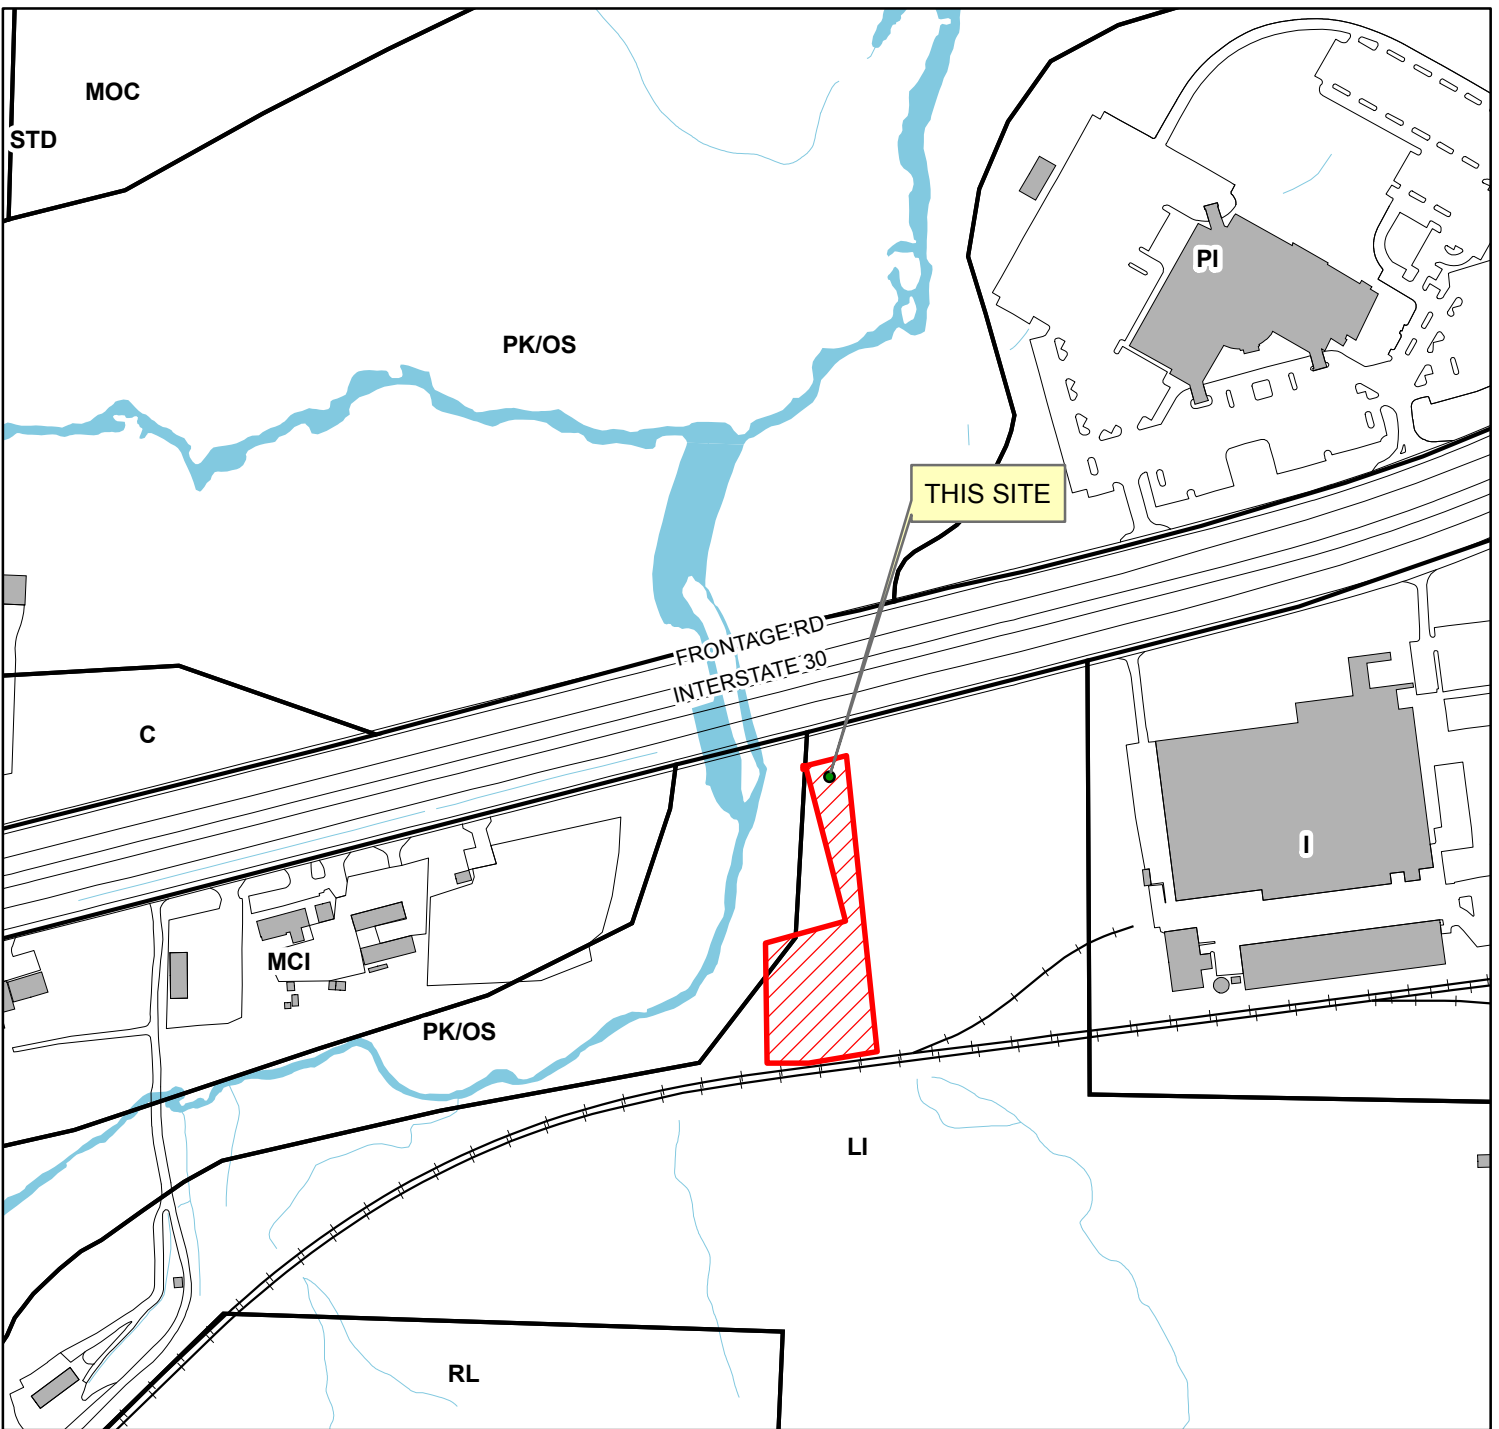 MOC
STD
PI
PK/OS
THIS SITE
FRONTAGE RD
INTERSTATE 30
C
I
MCI
PK/OS
LI
RL